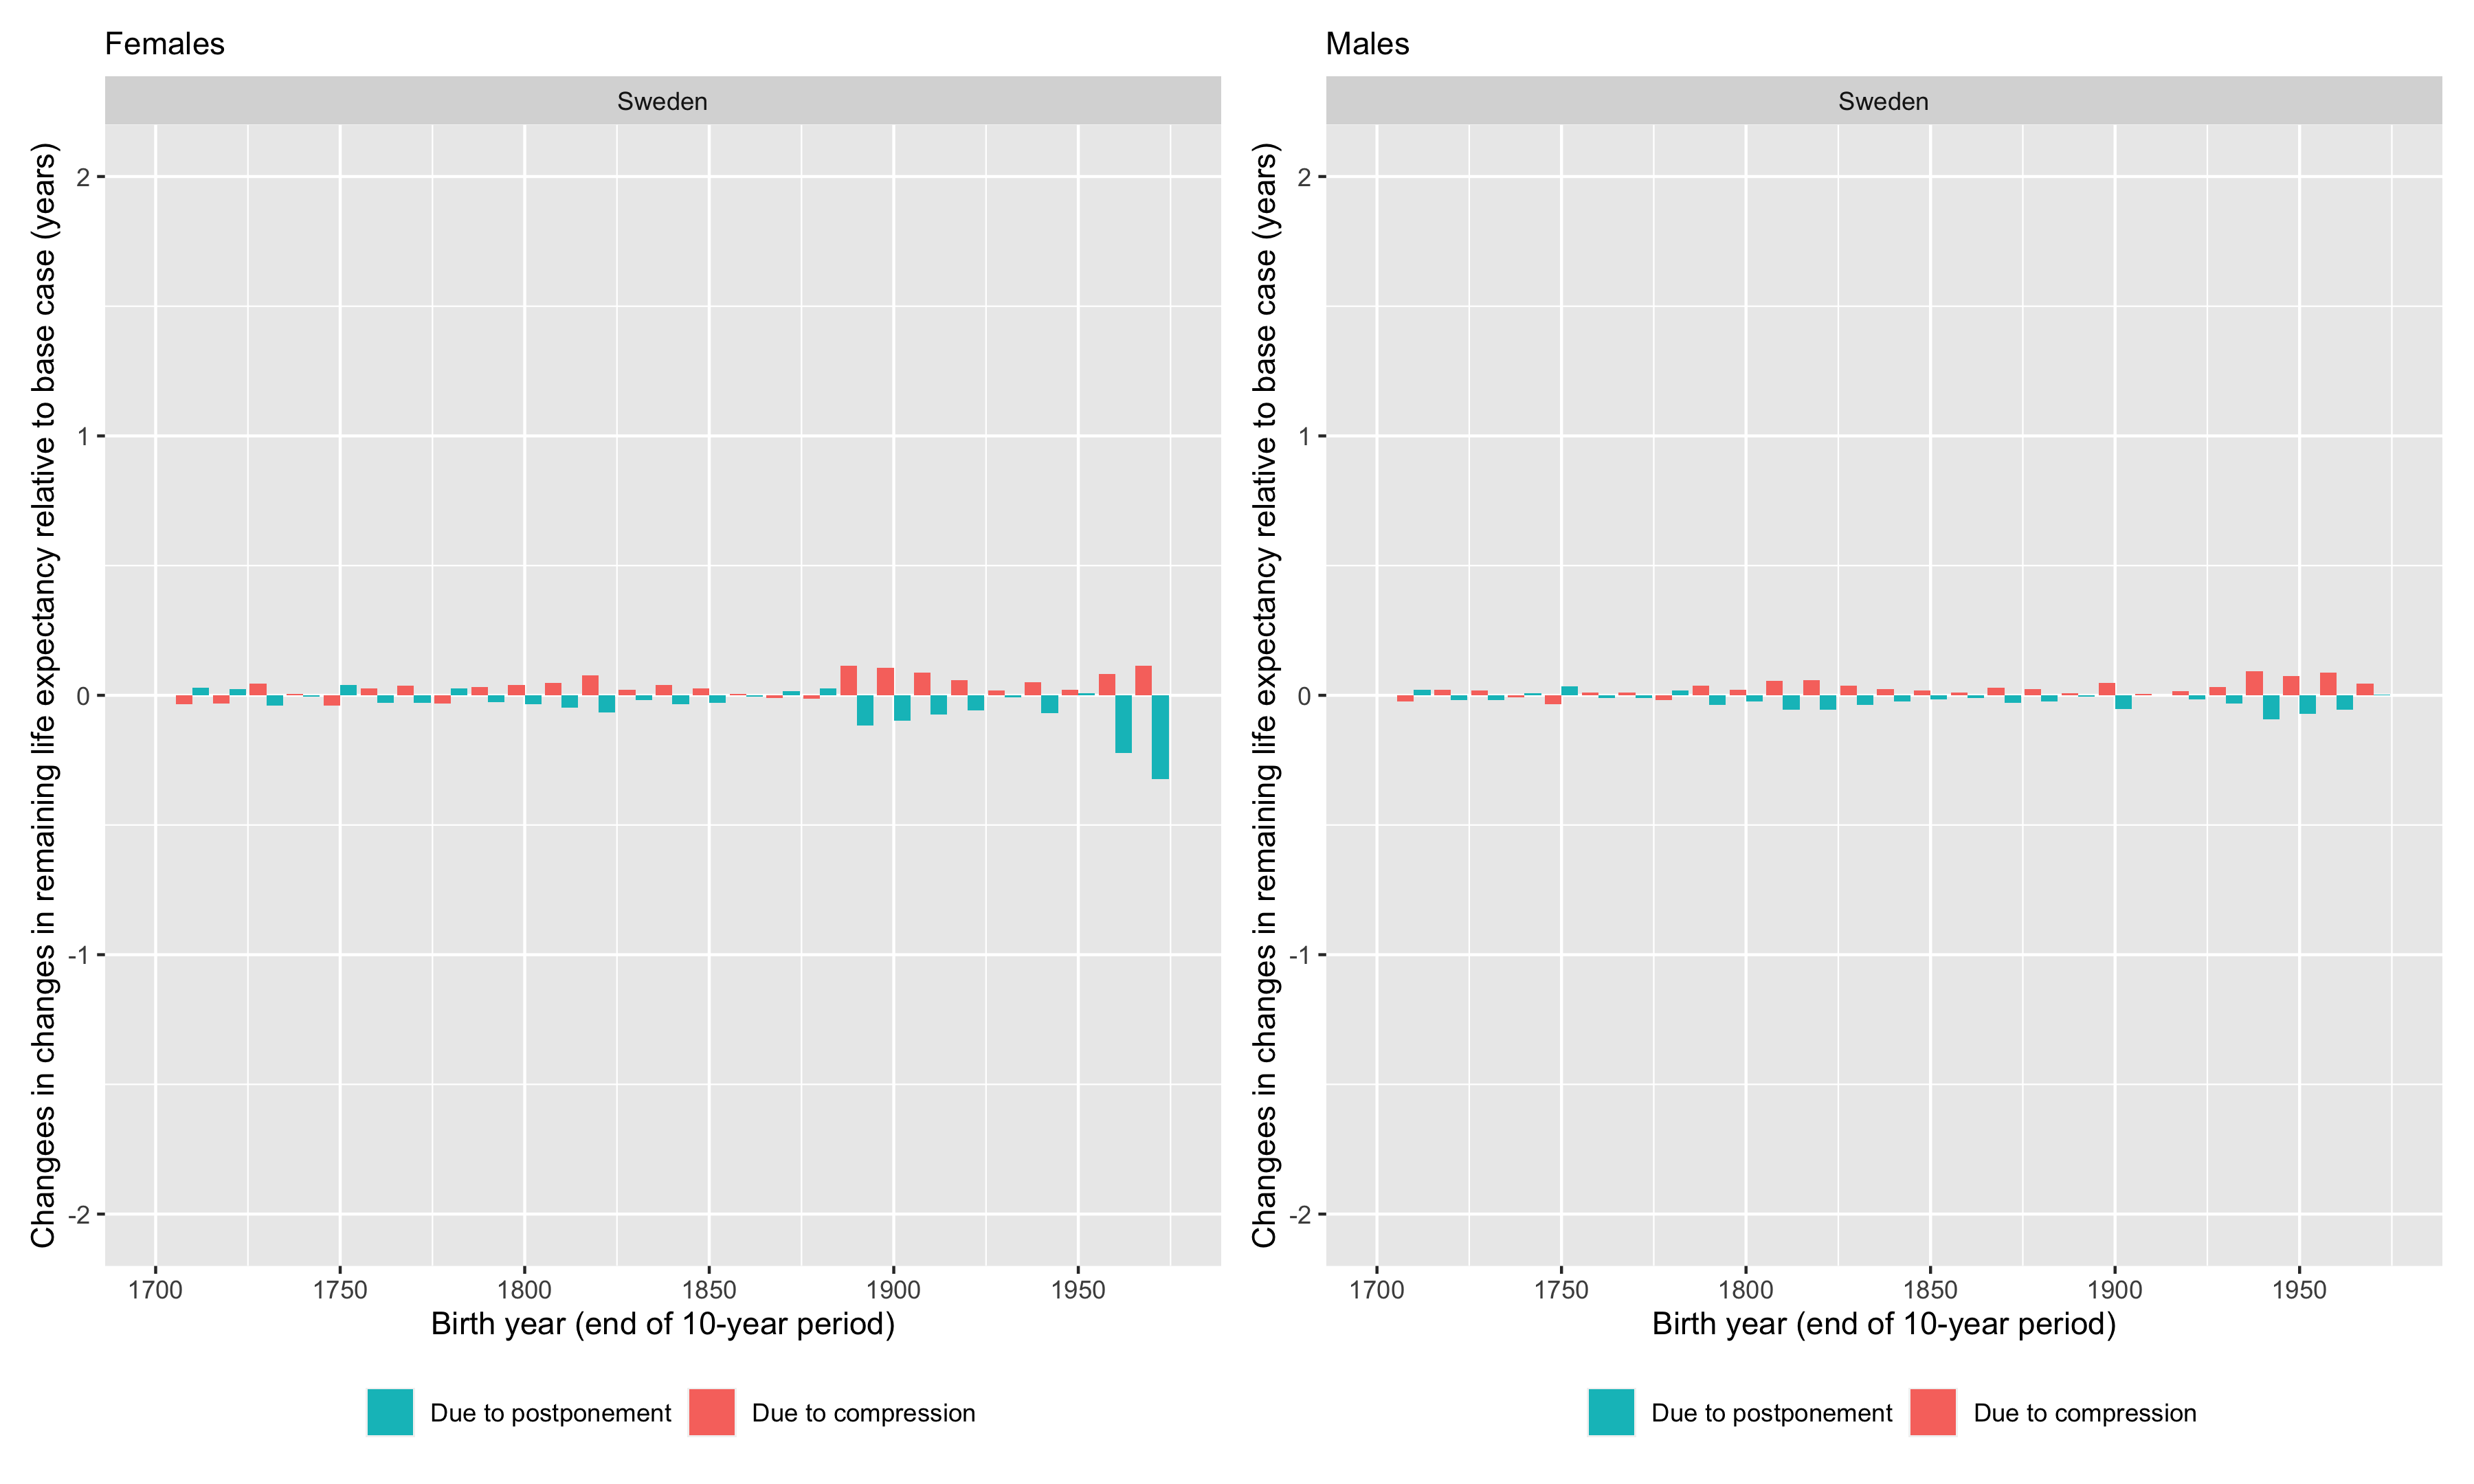 Females
Sweden
Changees in changes in remaining life expectancy relative to base case (years)
2
1
0
-1
-2
1700 1750 1800 1850 1900 1950
Birth year (end of 10-year period)
Due to postponement Due to compression
Males
Sweden
Changees in changes in remaining life expectancy relative to base case (years)
2
1
0
-1
-2
1700 1750 1800 1850 1900 1950
Birth year (end of 10-year period)
Due to postponement Due to compression